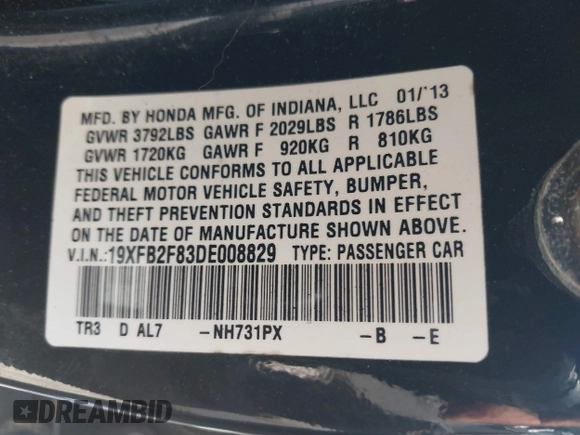 MFD. BY HONDA MFG. OF INDIANA, LLC 01/'13
GVWR 3792LBS GAWR F 2029LBS R 1786LBS
GVWR 1720KG GAWR F 920KG R 810KG
THIS VEHICLE CONFORMS TO ALL APPLICABLE
FEDERAL MOTOR VEHICLE SAFETY, BUMPER,
AND THEFT PREVENTION STANDARDS IN EFFECT
ON THE DATE OF MANUFACTURE SHOWN ABOVE.
V.I.N.:19XFB2F83DE008829 TYPE: PASSENGER CAR
TR3 D AL7 -NH731PX -B -E
DREAMBID